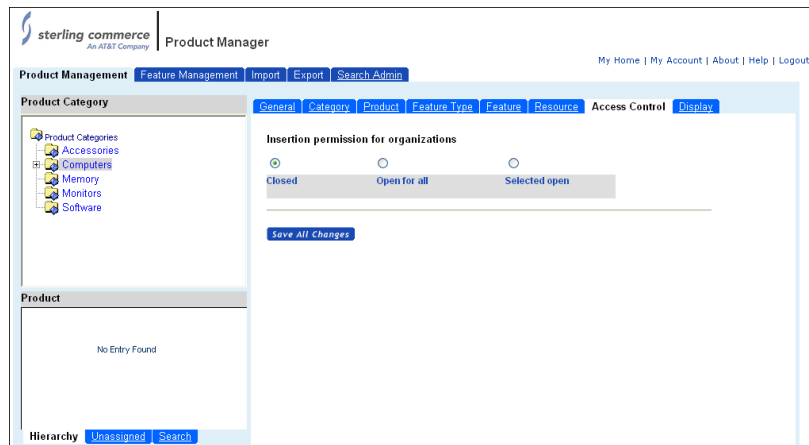 sterling commerce
An AT&T Company
Product Manager
My Home | My Account | About | Help | Logout
Product Management Feature Management Import Export Search Admin
Product Category
Product Categories
Accessories
Computers
Memory
Monitors
Software
Product
No Entry Found
Hierarchy Unassigned Search
General Category Product Feature Type Feature Resource Access Control Display
Insertion permission for organizations
Closed Open for all Selected open
Save All Changes